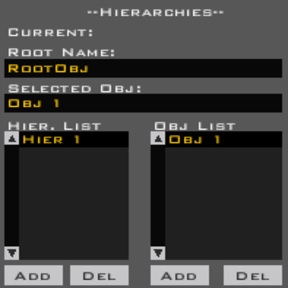 --Hierarchies--
Current:
Root Name:
RootObj
Selected Obj:
Obj 1
Hier. List Obj List
Hier 1 Obj 1
Add Del Add Del